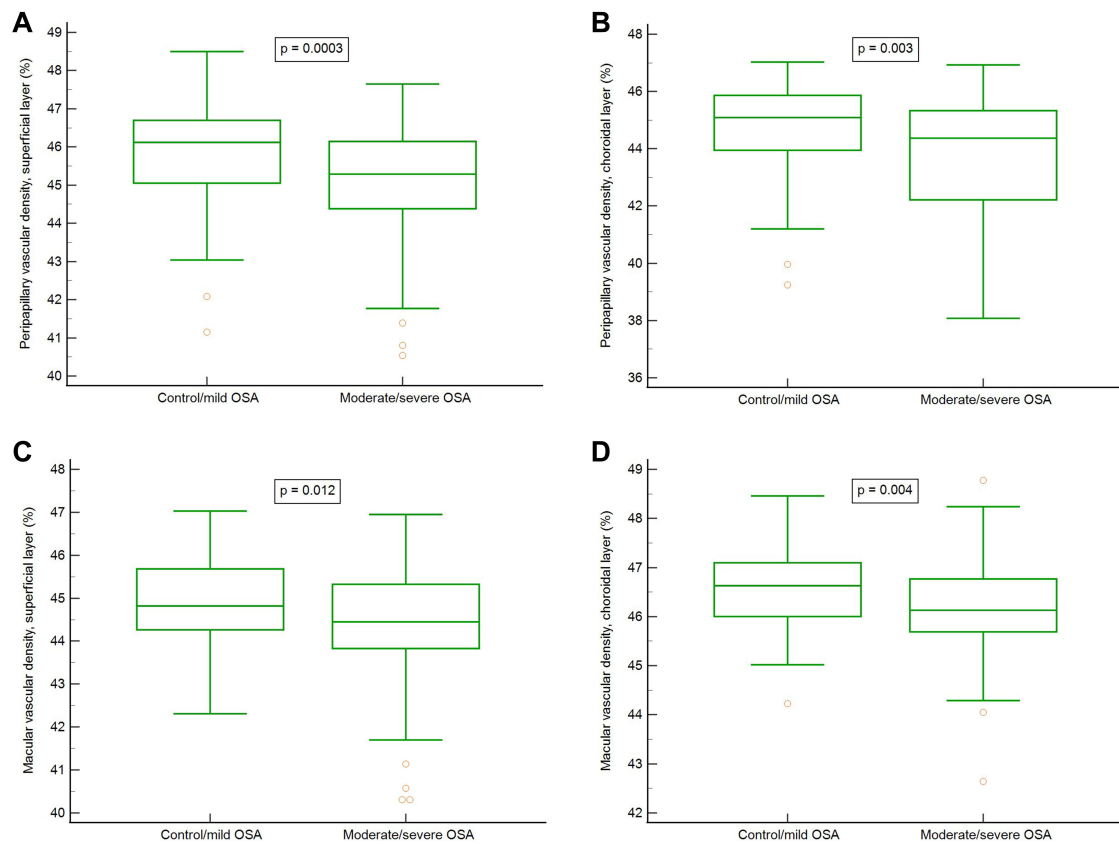 A
Peripapillary vascular density, superficial layer (%)
49
48
47
46
45
44
43
42
41
40
p = 0.0003
Control/mild OSA
Moderate/severe OSA
B
Peripapillary vascular density, choroidal layer (%)
48
46
44
42
40
38
36
p = 0.003
Control/mild OSA
Moderate/severe OSA
C
Macular vascular density, superficial layer (%)
48
47
46
45
44
43
42
41
40
p = 0.012
Control/mild OSA
Moderate/severe OSA
D
Macular vascular density, choroidal layer (%)
49
48
47
46
45
44
43
42
p = 0.004
Control/mild OSA
Moderate/severe OSA